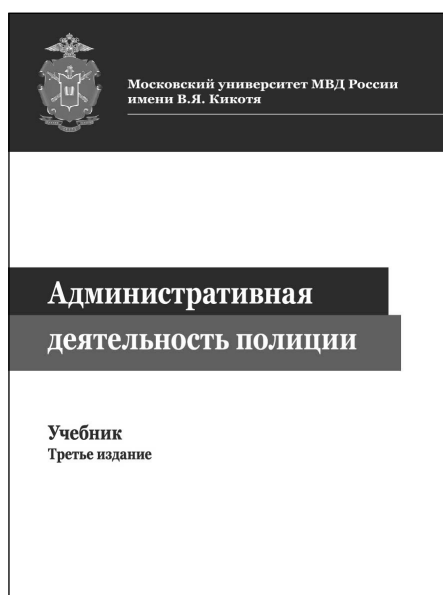 Московский университет МВД России
имени В.Я. Кикотя
Административная
деятельность полиции
Учебник
Третье издание